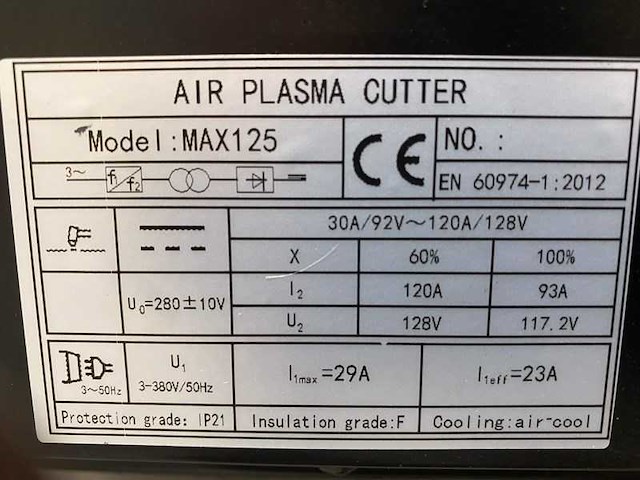 AIR PLASMA CUTTER
Model:MAX125
CE
NO. :
3~ f₁ f₂
EN 60974-1:2012
30A/92V~120A/128V
X 60% 100%
U₀=280±10V
I₂ 120A 93A
U₂ 128V 117.2V
3~50Hz
U₁
3-380V/50Hz
I₁max=29A
I₁eff=23A
Protection grade: IP21
Insulation grade:F
Cooling:air-cool